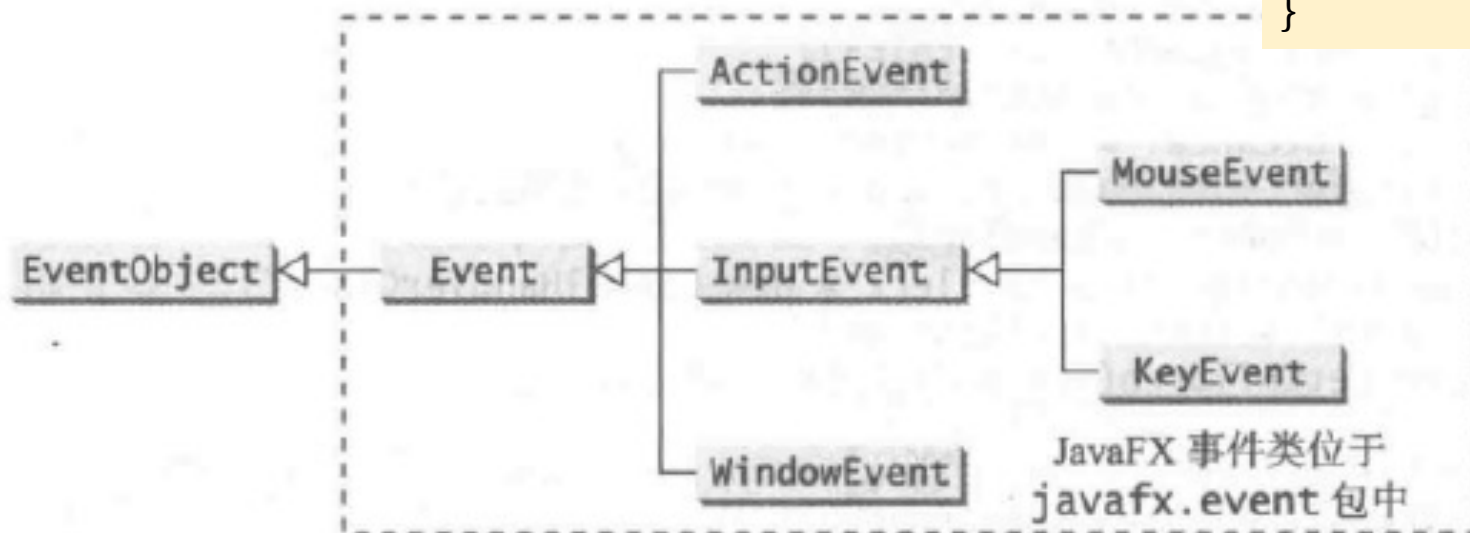 }
ActionEvent
MouseEvent
EventObject
Event
InputEvent
KeyEvent
WindowEvent
JavaFX 事件类位于
javafx.event 包中